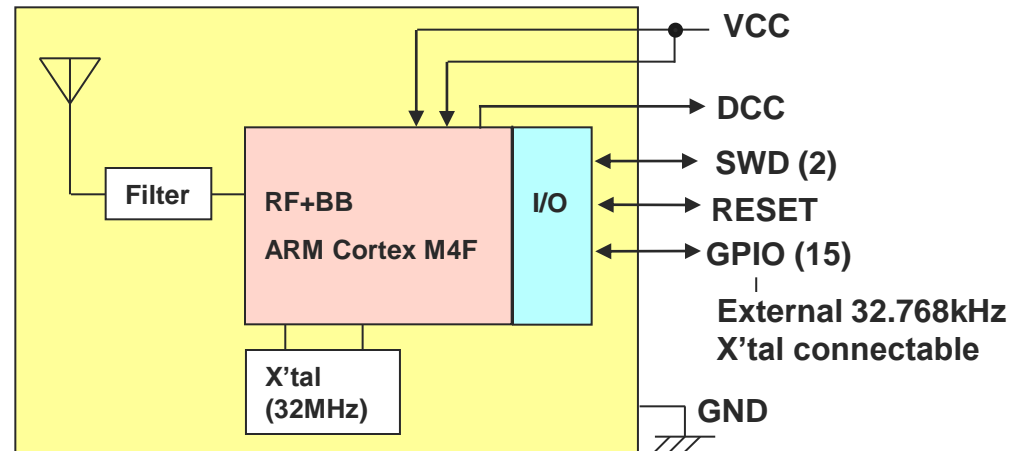 VCC
DCC
SWD (2)
RESET
GPIO (15)
External 32.768kHz
X'tal connectable
GND
Filter
RF+BB
ARM Cortex M4F
I/O
X'tal
(32MHz)